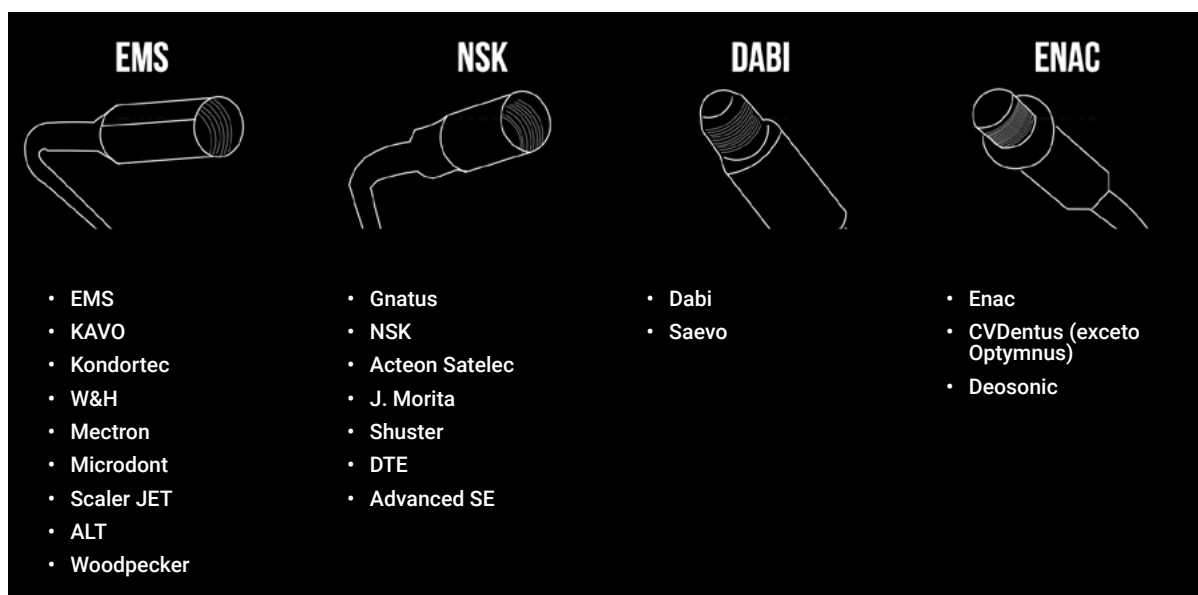 EMS
NSK
DABI
ENAC
• EMS
• KAVO
• Kondortec
• W&H
• Mectron
• Microdont
• Scaler JET
• ALT
• Woodpecker
• Gnatus
• NSK
• Acteon Satelec
• J. Morita
• Shuster
• DTE
• Advanced SE
• Dabi
• Saevo
• Enac
• CVDentus (exceto
Optymnus)
• Deosonic